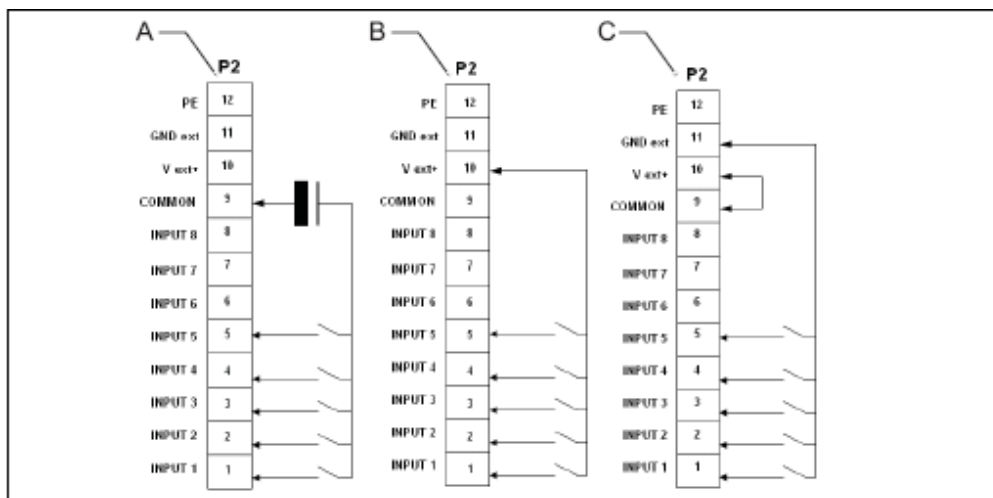 A
P2
PE 12
GND ext 11
V ext+ 10
COMMON 9
INPUT 8 8
INPUT 7 7
INPUT 6 6
INPUT 5 5
INPUT 4 4
INPUT 3 3
INPUT 2 2
INPUT 1 1
B
P2
PE 12
GND ext 11
V ext+ 10
COMMON 9
INPUT 8 8
INPUT 7 7
INPUT 6 6
INPUT 5 5
INPUT 4 4
INPUT 3 3
INPUT 2 2
INPUT 1 1
C
P2
PE 12
GND ext 11
V ext+ 10
COMMON 9
INPUT 8 8
INPUT 7 7
INPUT 6 6
INPUT 5 5
INPUT 4 4
INPUT 3 3
INPUT 2 2
INPUT 1 1